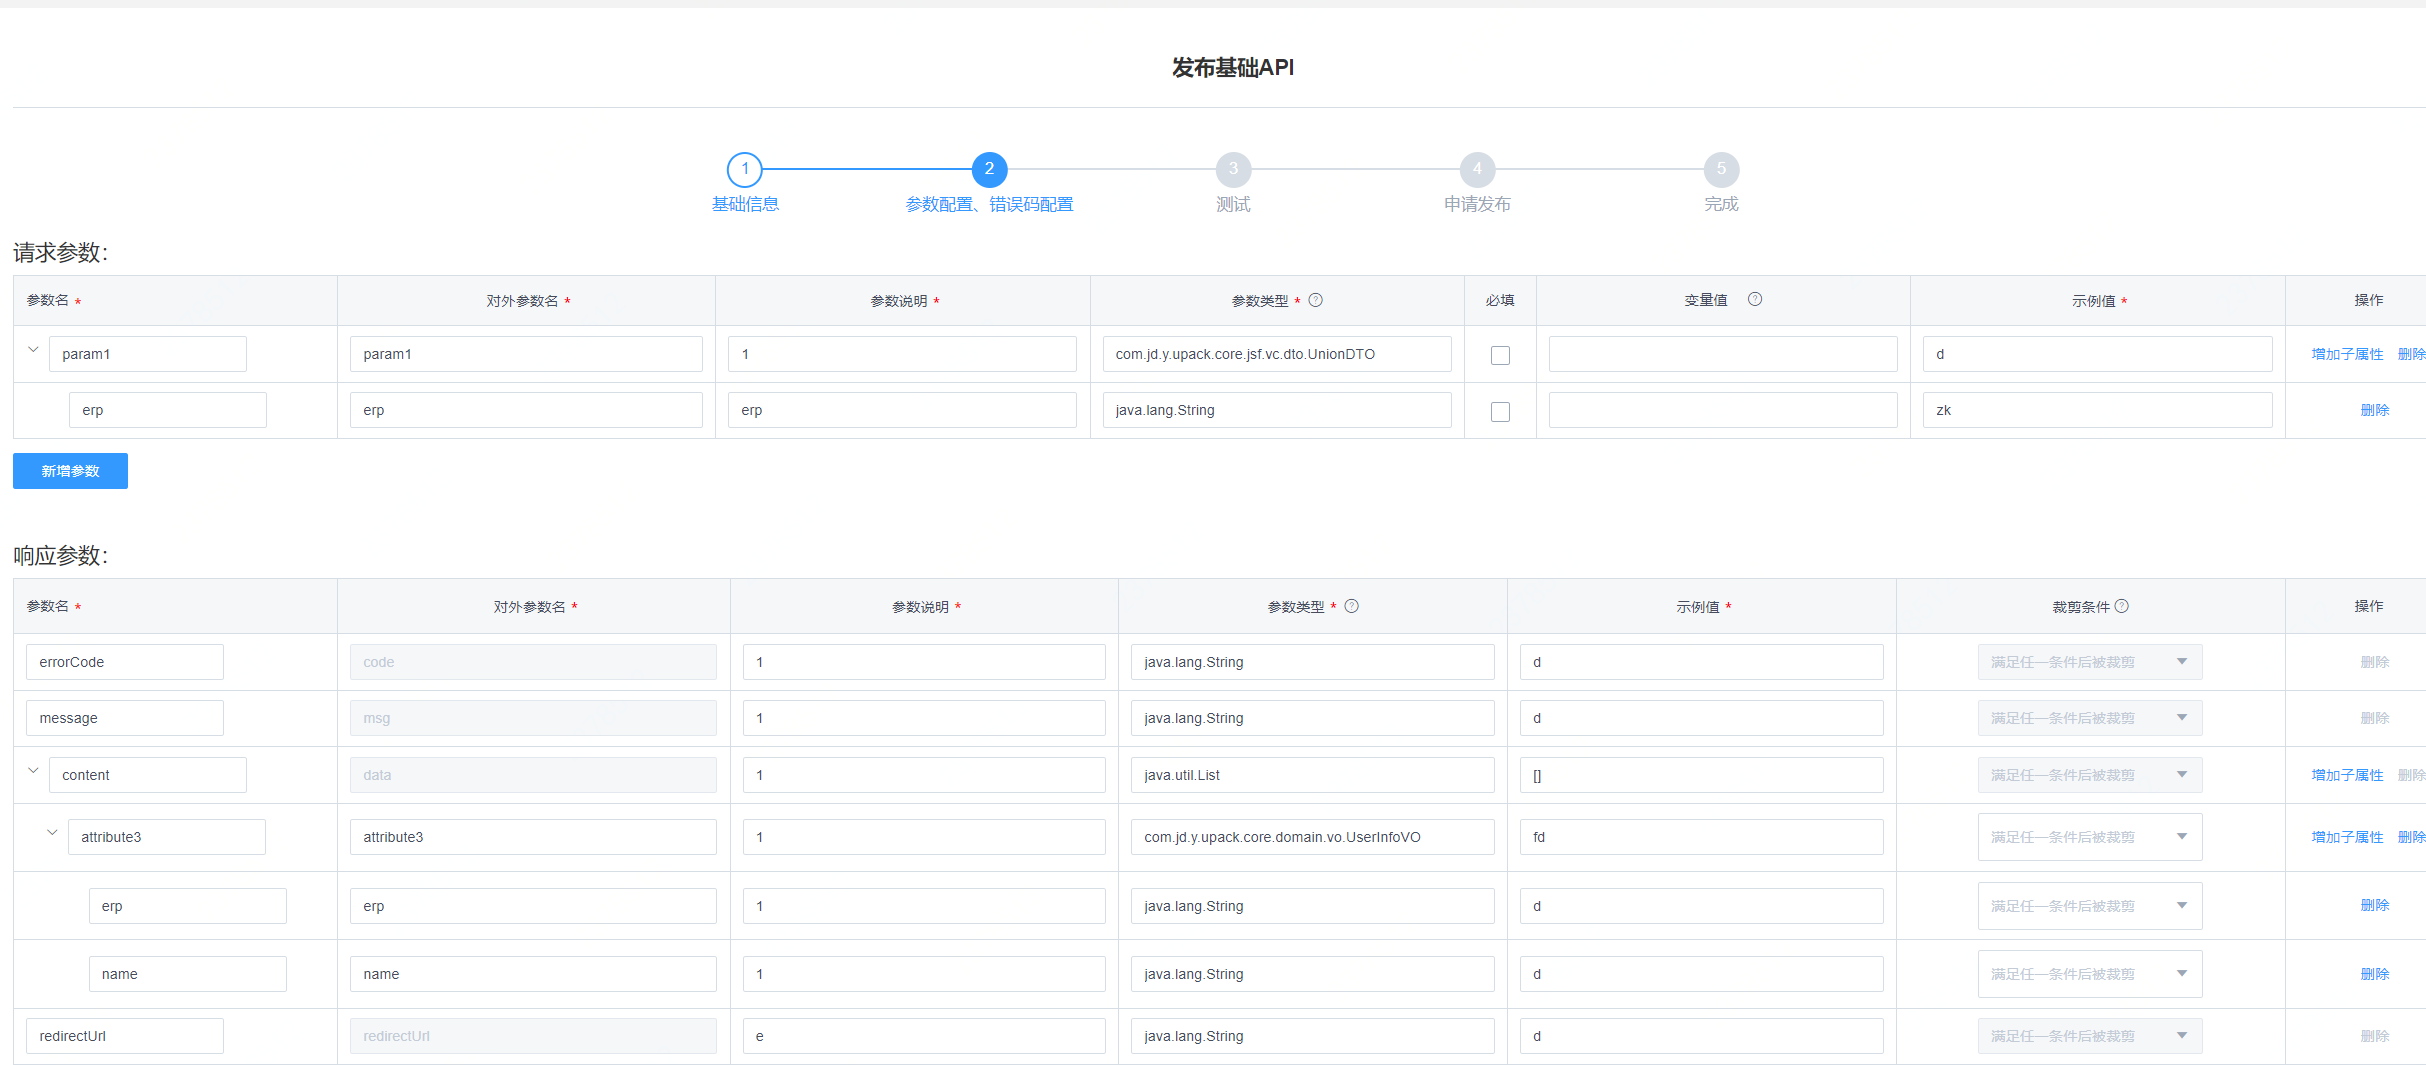 发布基础API
1 2 3 4 5
基础信息 参数配置、错误码配置 测试 申请发布 完成
请求参数:
参数名 * 对外参数名 * 参数说明 * 参数类型 * ? 必填 变量值 ? 示例值 * 操作
param1 param1 1 com.jd.y.upack.core.jsf.vc.dto.UnionDTO d 增加子属性 删除
erp erp erp java.lang.String zk 删除
新增参数
响应参数:
参数名 * 对外参数名 * 参数说明 * 参数类型 * ? 示例值 * 裁剪条件 ? 操作
errorCode code 1 java.lang.String d 满足任一条件后被裁剪 删除
message msg 1 java.lang.String d 满足任一条件后被裁剪 删除
content data 1 java.util.List [] 满足任一条件后被裁剪 增加子属性 删除
attribute3 attribute3 1 com.jd.y.upack.core.domain.vo.UserInfoVO fd 满足任一条件后被裁剪 增加子属性 删除
erp erp 1 java.lang.String d 满足任一条件后被裁剪 删除
name name 1 java.lang.String d 满足任一条件后被裁剪 删除
redirectUrl redirectUrl e java.lang.String d 满足任一条件后被裁剪 删除